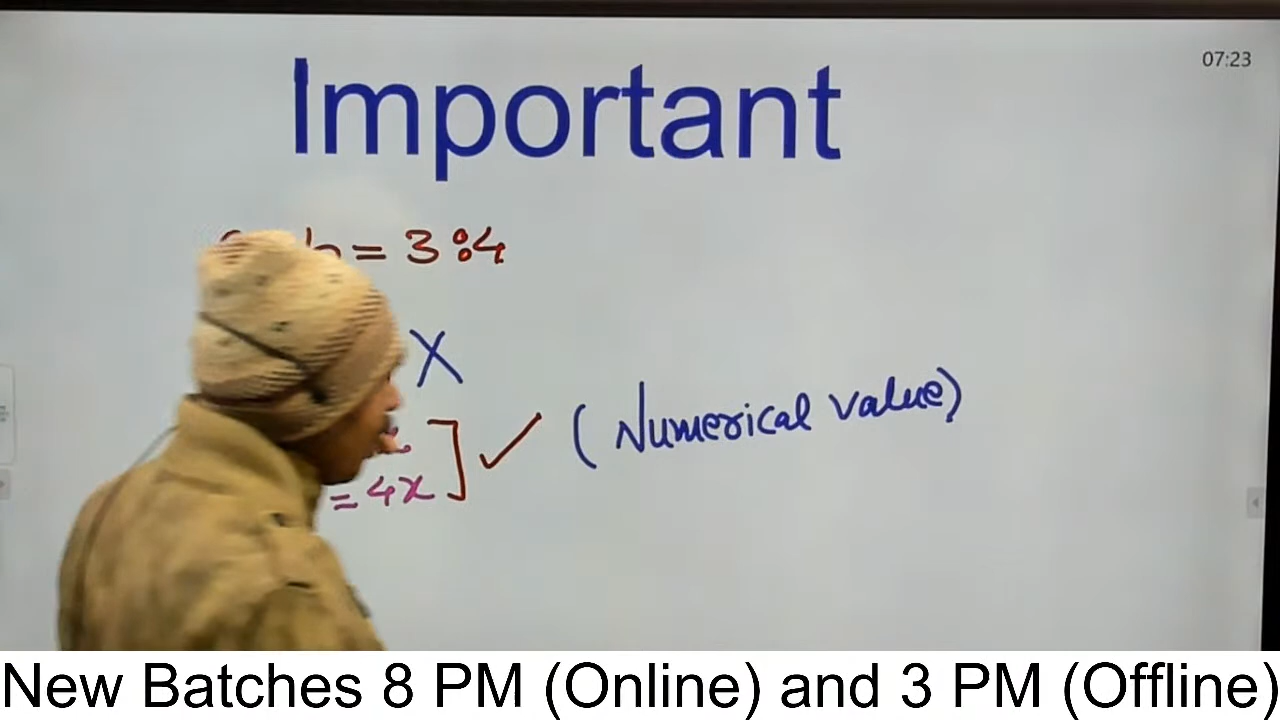 Important
07:23
= 3:4
X
= 4x ] ✓ (Numerical value)
New Batches 8 PM (Online) and 3 PM (Offline)